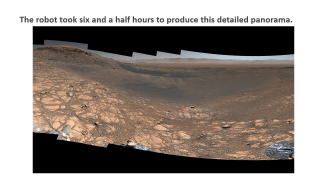 The robot took six and a half hours to produce this detailed panorama.